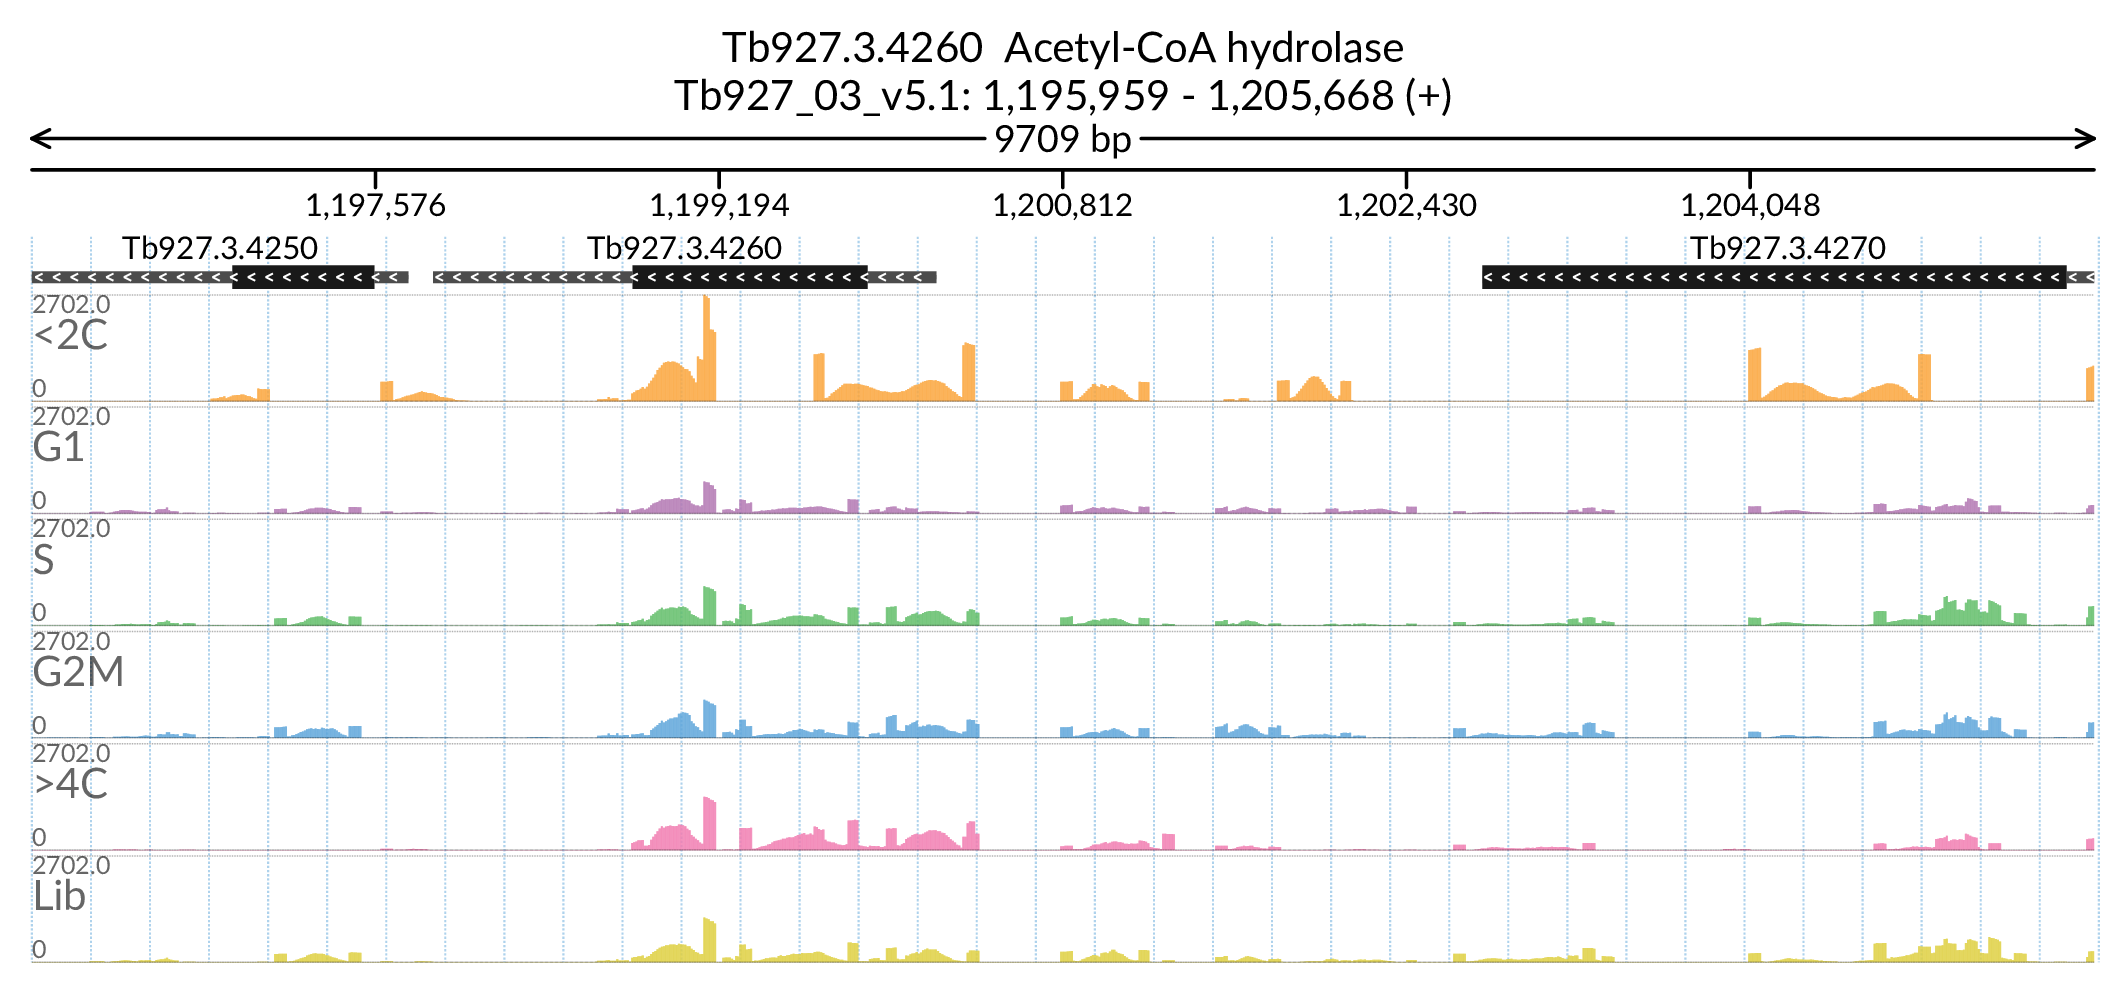 Tb927.3.4260  Acetyl-CoA hydrolase
Tb927_03_v5.1: 1,195,959 - 1,205,668 (+)
9709 bp
1,197,576 1,199,194 1,200,812 1,202,430 1,204,048
Tb927.3.4250 Tb927.3.4260 Tb927.3.4270
2702.0
<2C
0
2702.0
G1
0
2702.0
S
0
2702.0
G2M
0
2702.0
>4C
0
2702.0
Lib
0